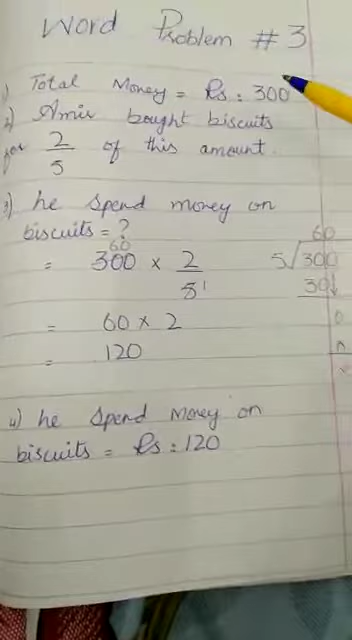 Word Problem # 3
1) Total Money = Rs: 300
2) Amir bought biscuits
for 2/5 of this amount.
3) he spend money on
biscuits = ?
60
= 300 × 2/5 1
= 60 × 2
= 120
60
5√300
30↓
0
4) he spend money on
biscuits = Rs: 120